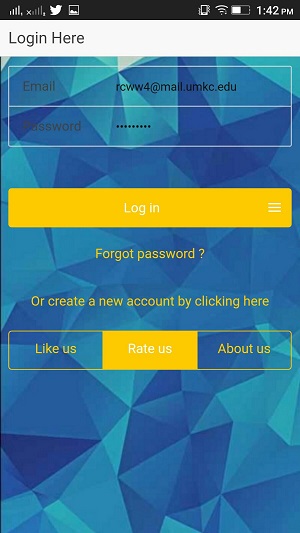 1:42 PM
Login Here
Email rcww4@mail.umkc.edu
Password •••••••••
Log in
Forgot password ?
Or create a new account by clicking here
Like us Rate us About us